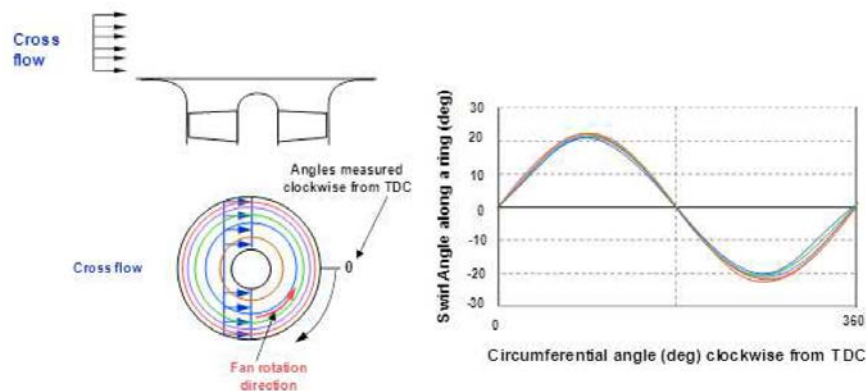 Cross
flow
Angles measured
clockwise from TDC
Cross flow
0
Fan rotation
direction
Swirl Angle along a ring (deg)
30
20
10
0
-10
-20
-30
0
360
Circumferential angle (deg) clockwise from TDC